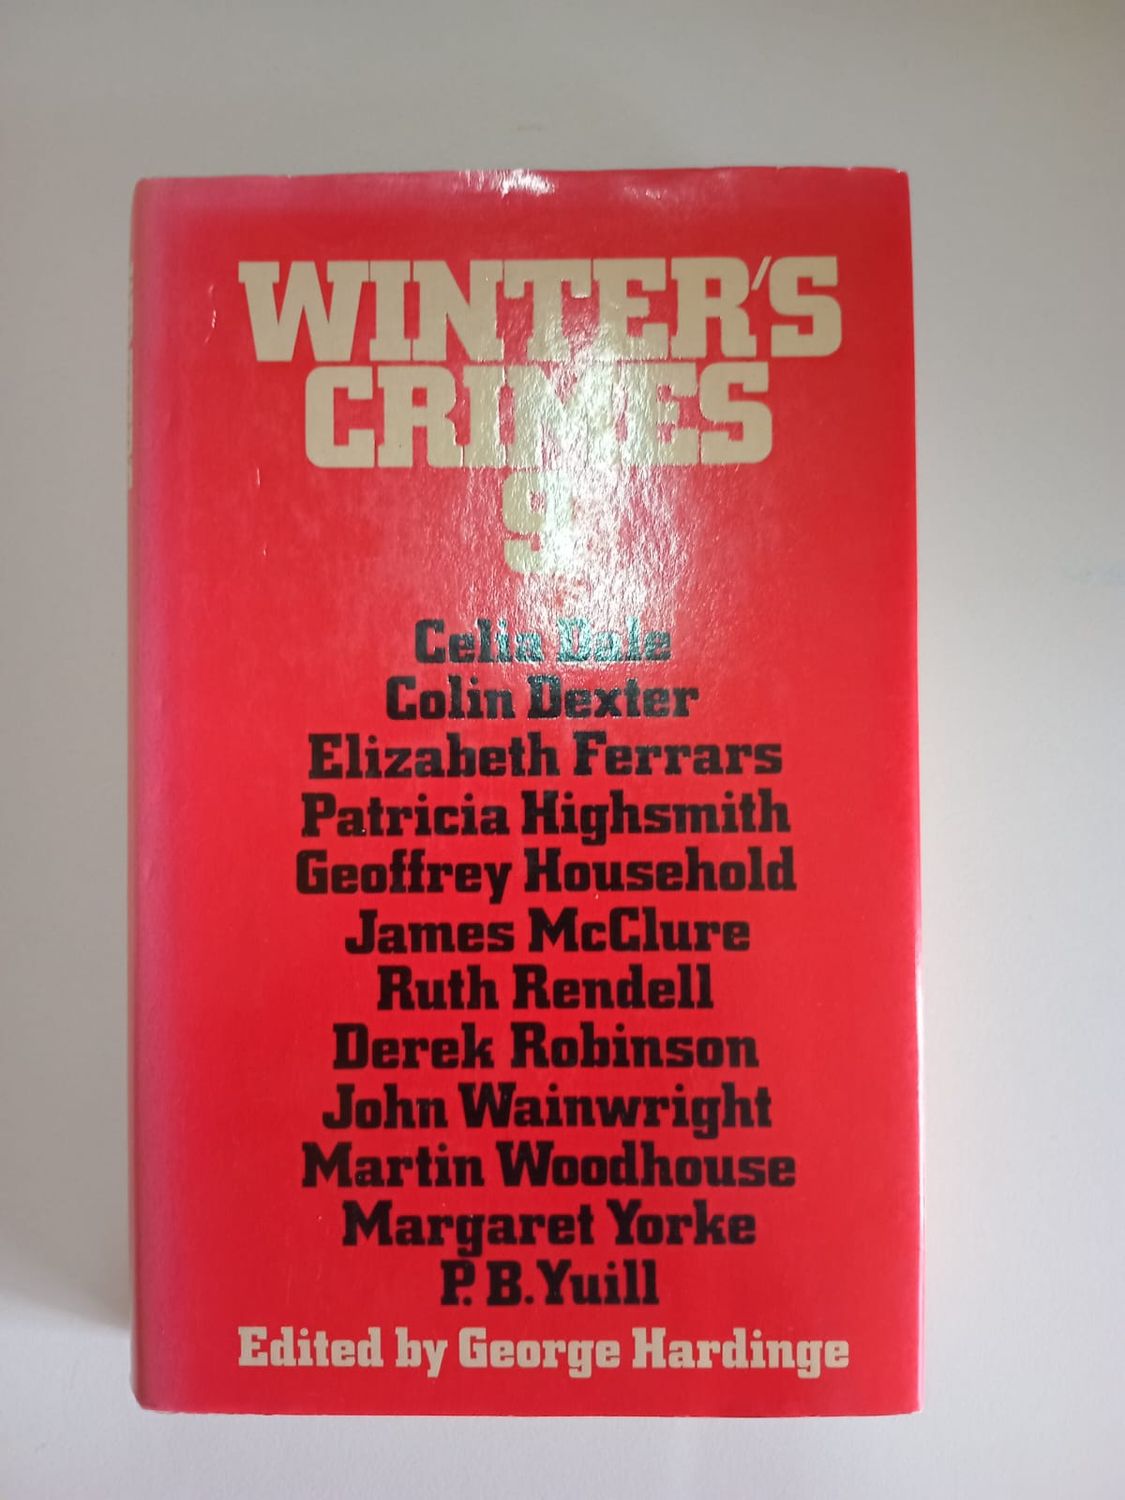 WINTER'S
CRIMES
9
Celia Dale
Colin Dexter
Elizabeth Ferrars
Patricia Highsmith
Geoffrey Household
James McClure
Ruth Rendell
Derek Robinson
John Wainwright
Martin Woodhouse
Margaret Yorke
P. B. Yuill
Edited by George Hardinge